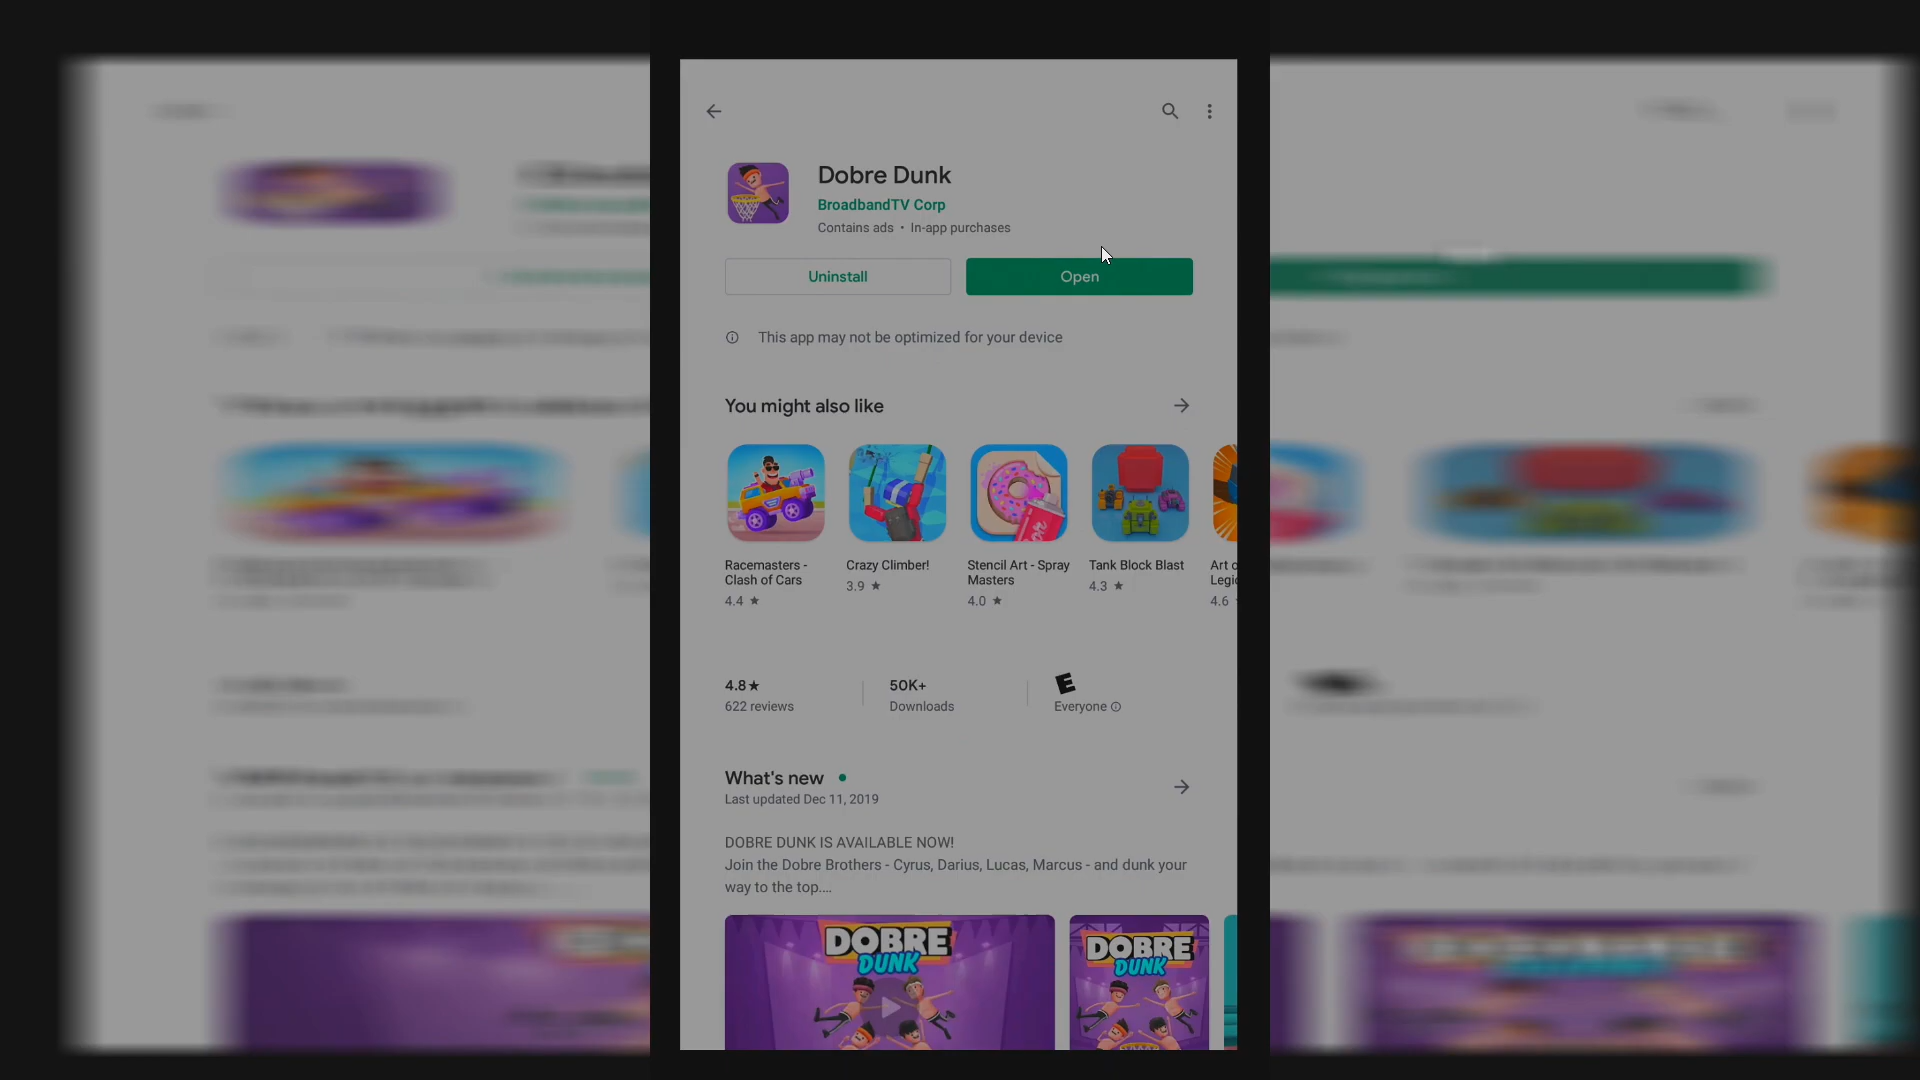 Dobre Dunk
BroadbandTV Corp
Contains ads • In-app purchases
Uninstall
Open
This app may not be optimized for your device
You might also like
Racemasters -
Clash of Cars
4.4 ★
Crazy Climber!
3.9 ★
Stencil Art - Spray
Masters
4.0 ★
Tank Block Blast
4.3 ★
4.6
4.8★
622 reviews
50K+
Downloads
E
Everyone
What's new
Last updated Dec 11, 2019
DOBRE DUNK IS AVAILABLE NOW!
Join the Dobre Brothers - Cyrus, Darius, Lucas, Marcus - and dunk your
way to the top....
DOBRE
DUNK
DOBRE
DUNK